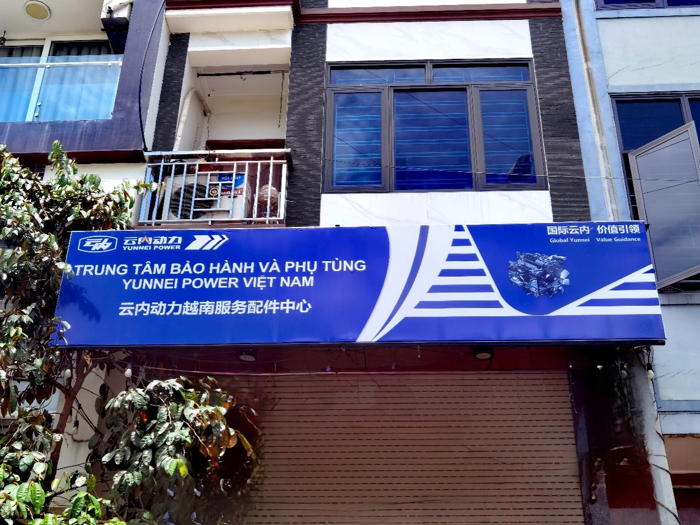 云内动力
YUNNEI POWER
国际云内 价值引领
Global Yunnei Value Guidance
TRUNG TÂM BẢO HÀNH VÀ PHỤ TÙNG
YUNNEI POWER VIỆT NAM
云内动力越南服务配件中心